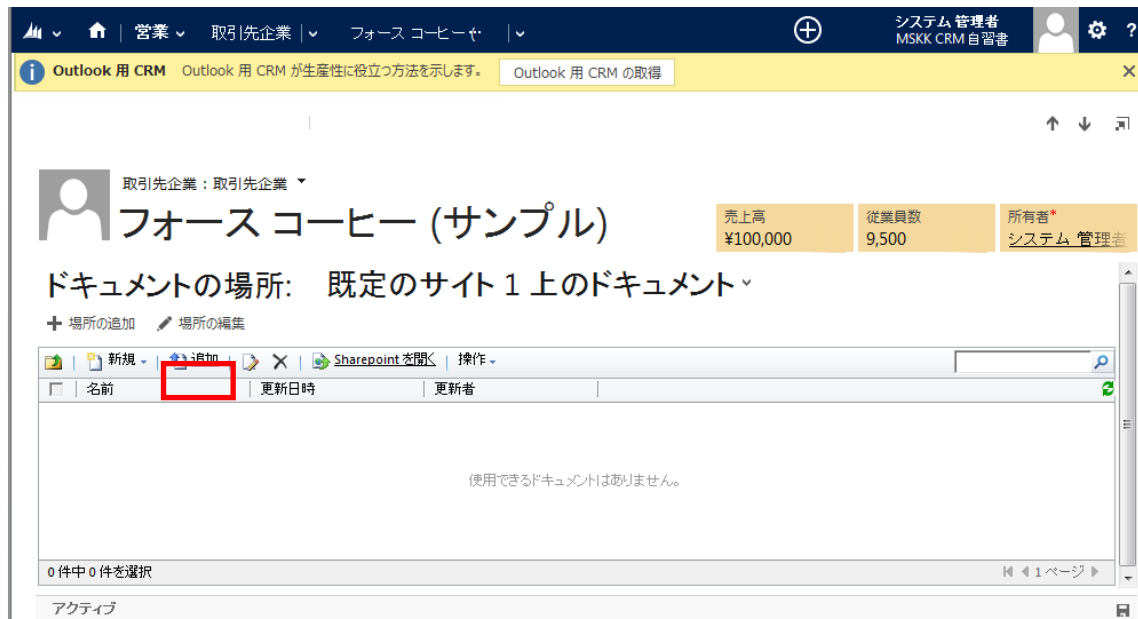 営業 取引先企業 フォース コーヒー
システム 管理者
MSKK CRM 自習書
?
Outlook 用 CRM Outlook 用 CRM が生産性に役立つ方法を示します。 Outlook 用 CRM の取得
取引先企業 : 取引先企業
フォース コーヒー (サンプル)
売上高 従業員数 所有者*
¥100,000 9,500 システム 管理者
ドキュメントの場所: 既定のサイト 1 上のドキュメント
場所の追加 場所の編集
新規 追加 Sharepoint を開く 操作
名前 更新日時 更新者
使用できるドキュメントはありません。
0 件中 0 件を選択 1 ページ
アクティブ